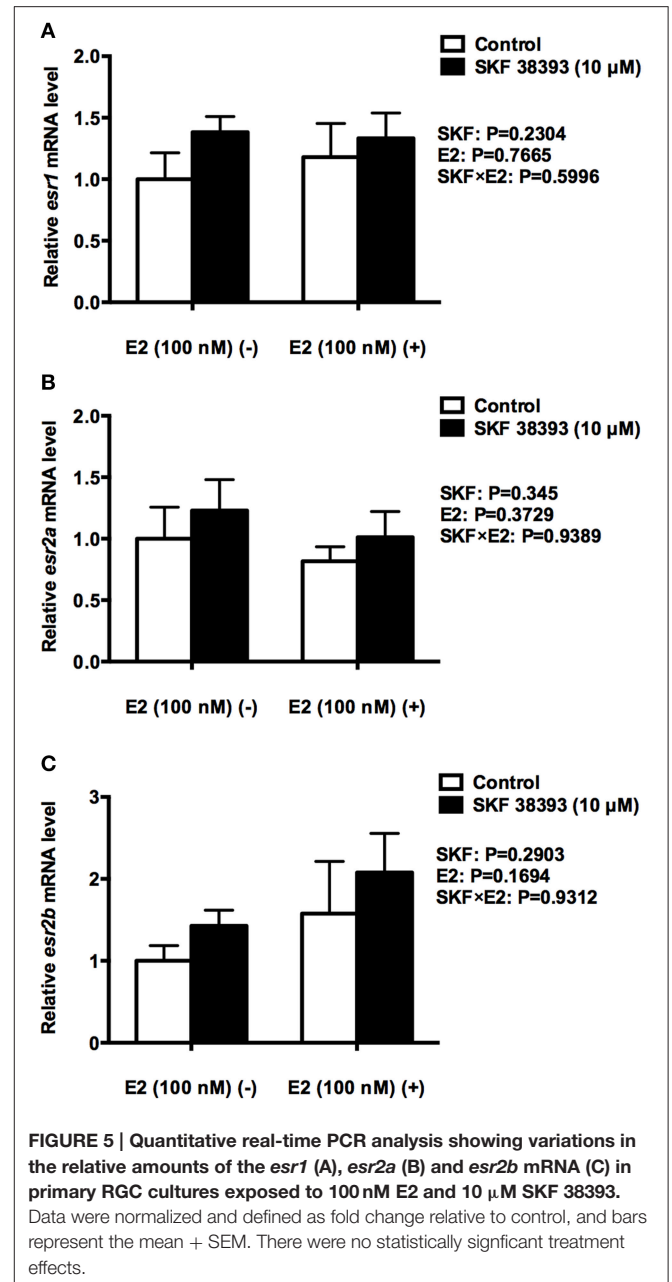 A
Relative esr1 mRNA level
2.0
1.5
1.0
0.5
0.0
E2 (100 nM) (-) E2 (100 nM) (+)
Control
SKF 38393 (10 µM)
SKF: P=0.2304
E2: P=0.7665
SKF×E2: P=0.5996
B
Relative esr2a mRNA level
2.0
1.5
1.0
0.5
0.0
E2 (100 nM) (-) E2 (100 nM) (+)
Control
SKF 38393 (10 µM)
SKF: P=0.345
E2: P=0.3729
SKF×E2: P=0.9389
C
Relative esr2b mRNA level
3
2
1
0
E2 (100 nM) (-) E2 (100 nM) (+)
Control
SKF 38393 (10 µM)
SKF: P=0.2903
E2: P=0.1694
SKF×E2: P=0.9312
FIGURE 5 | Quantitative real-time PCR analysis showing variations in
the relative amounts of the esr1 (A), esr2a (B) and esr2b mRNA (C) in
primary RGC cultures exposed to 100 nM E2 and 10 µM SKF 38393.
Data were normalized and defined as fold change relative to control, and bars
represent the mean + SEM. There were no statistically signficant treatment
effects.